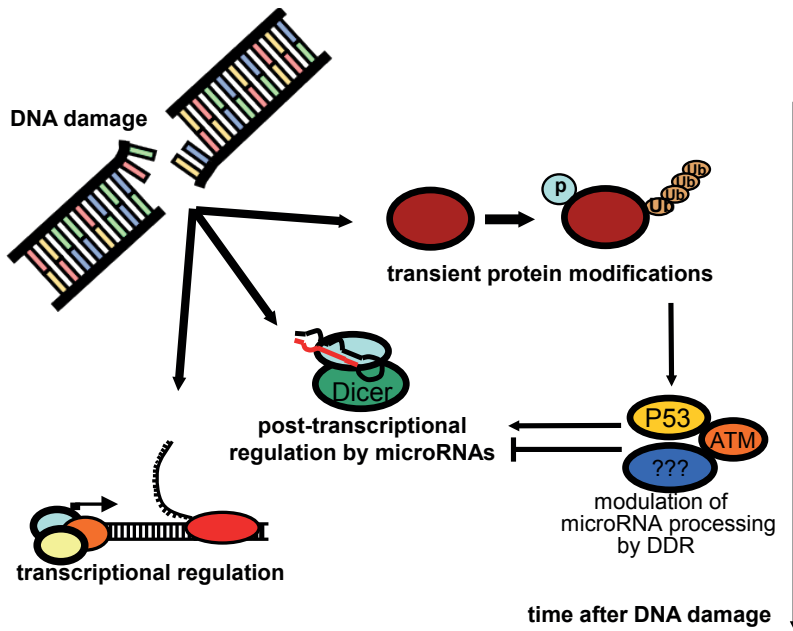 DNA damage
p
Ub
Ub
Ub
Ub
transient protein modifications
Dicer
post-transcriptional
regulation by microRNAs
P53
ATM
???
modulation of
microRNA processing
by DDR
transcriptional regulation
time after DNA damage